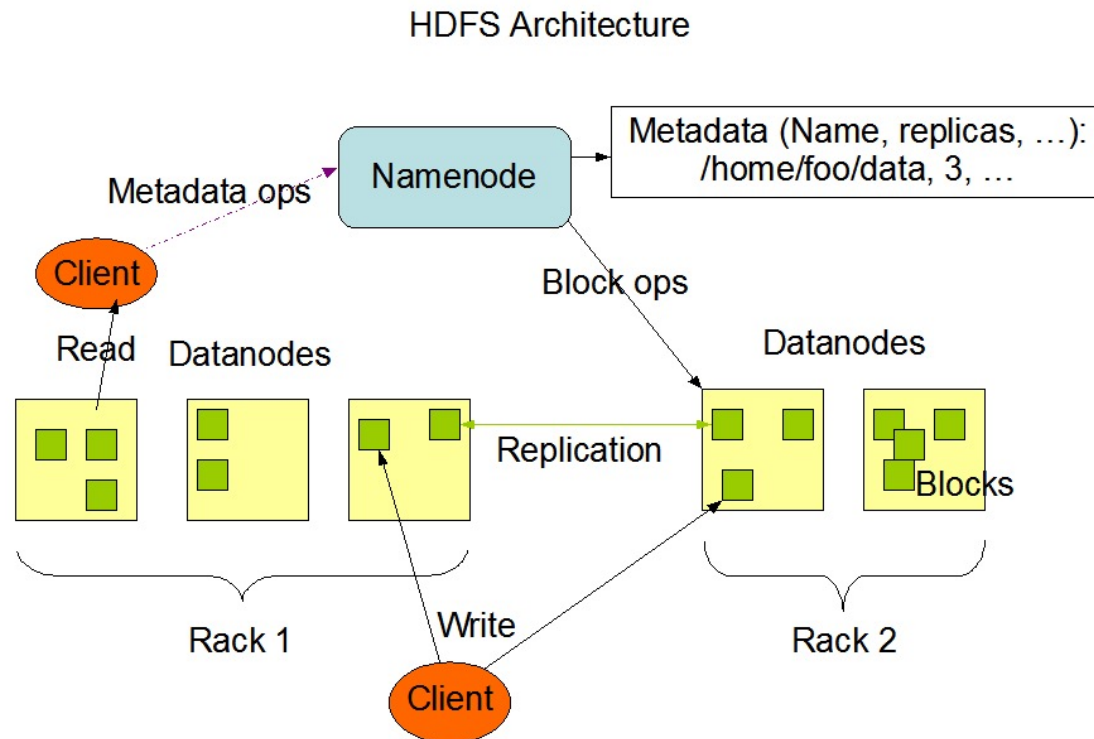 HDFS Architecture
Metadata (Name, replicas, …):
/home/foo/data, 3, …
Namenode
Metadata ops
Client
Block ops
Read
Datanodes
Datanodes
Replication
Blocks
Rack 1
Write
Rack 2
Client